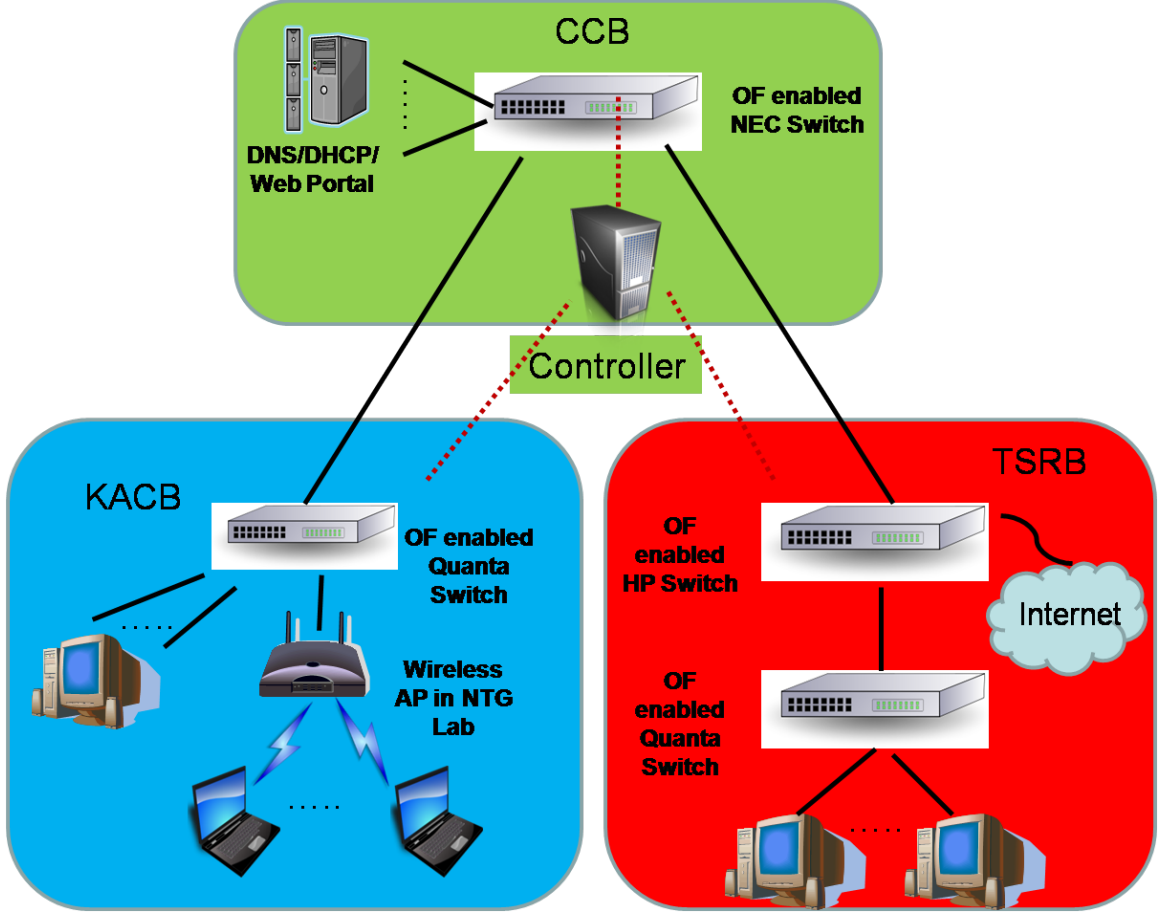 CCB
OF enabled
NEC Switch
DNS/DHCP/
Web Portal
Controller
KACB
OF enabled
Quanta
Switch
Wireless
AP in NTG
Lab
TSRB
OF
enabled
HP Switch
Internet
OF
enabled
Quanta
Switch